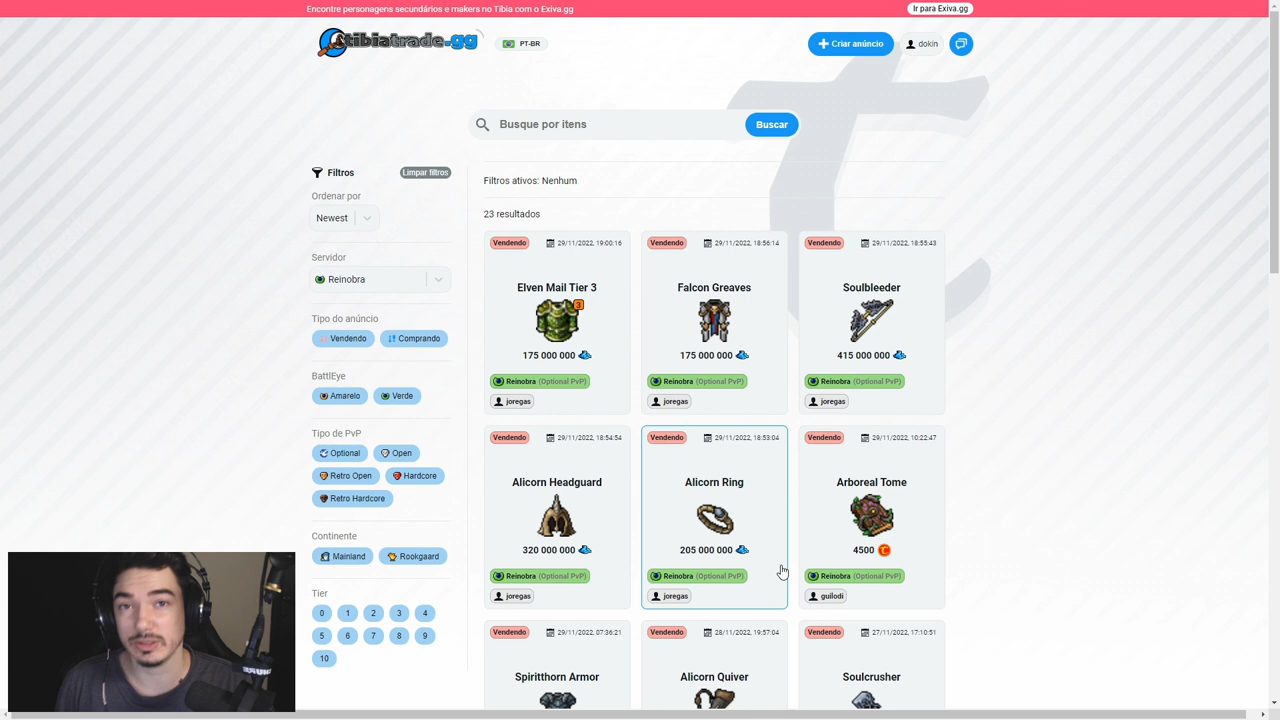 Encontre personagens secundários e makers no Tibia com o Exiva.gg
Ir para Exiva.gg
tibiatrade.gg
PT-BR
Criar anúncio
dokin
Busque por itens
Buscar
Filtros
Limpar filtros
Ordenar por
Newest
Servidor
Reinobra
Tipo do anúncio
Vendendo
Comprando
BattlEye
Amarelo
Verde
Tipo de PvP
Optional
Open
Retro Open
Hardcore
Retro Hardcore
Continente
Mainland
Rookgaard
Tier
0 1 2 3 4
5 6 7 8 9
10
Filtros ativos: Nenhum
23 resultados
Vendendo
29/11/2022, 19:00:16
Elven Mail Tier 3
3
175 000 000
Reinobra (Optional PvP)
joregas
Vendendo
29/11/2022, 18:56:14
Falcon Greaves
175 000 000
Reinobra (Optional PvP)
joregas
Vendendo
29/11/2022, 18:55:43
Soulbleeder
415 000 000
Reinobra (Optional PvP)
joregas
Vendendo
29/11/2022, 18:54:54
Alicorn Headguard
320 000 000
Reinobra (Optional PvP)
joregas
Vendendo
29/11/2022, 18:53:04
Alicorn Ring
205 000 000
Reinobra (Optional PvP)
joregas
Vendendo
29/11/2022, 10:22:47
Arboreal Tome
4500
Reinobra (Optional PvP)
guilodi
Vendendo
29/11/2022, 07:36:21
Spiritthorn Armor
Vendendo
28/11/2022, 19:57:04
Alicorn Quiver
Vendendo
27/11/2022, 17:10:51
Soulcrusher